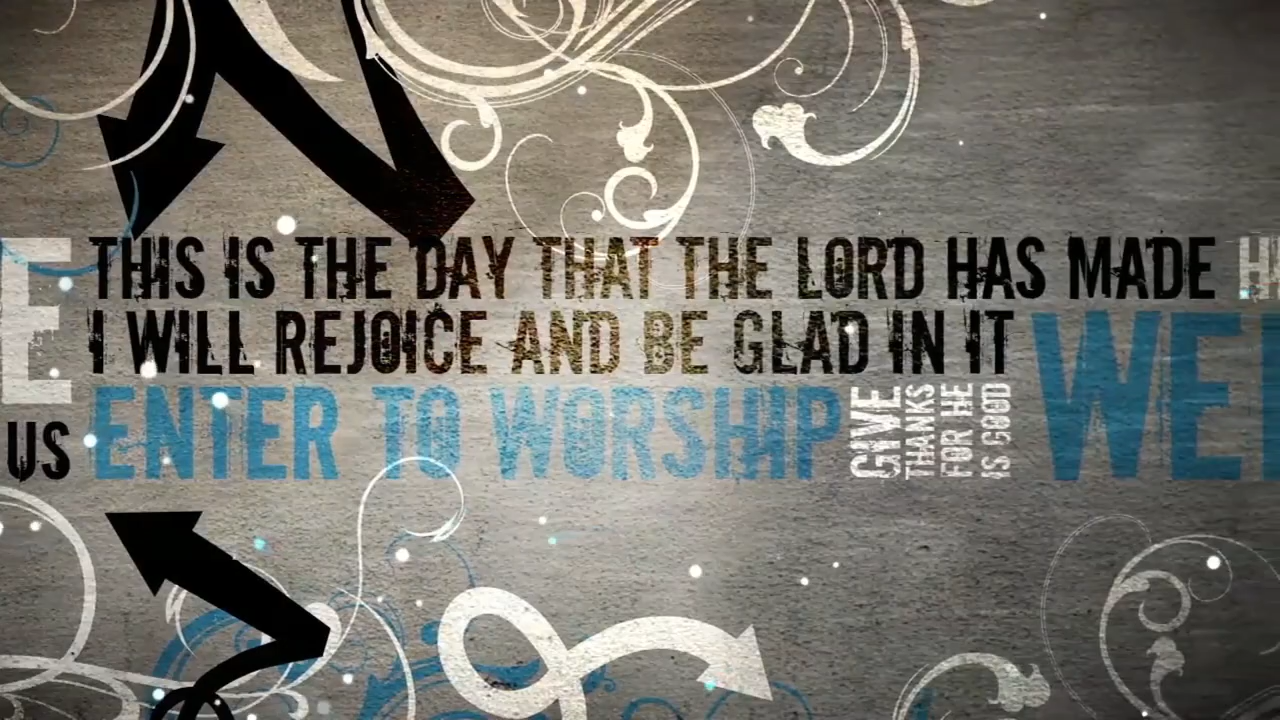 THIS IS THE DAY THAT THE LORD HAS MADE
I WILL REJOICE AND BE GLAD IN IT
US
ENTER TO WORSHIP
GIVE
THANKS
FOR HE
IS GOOD